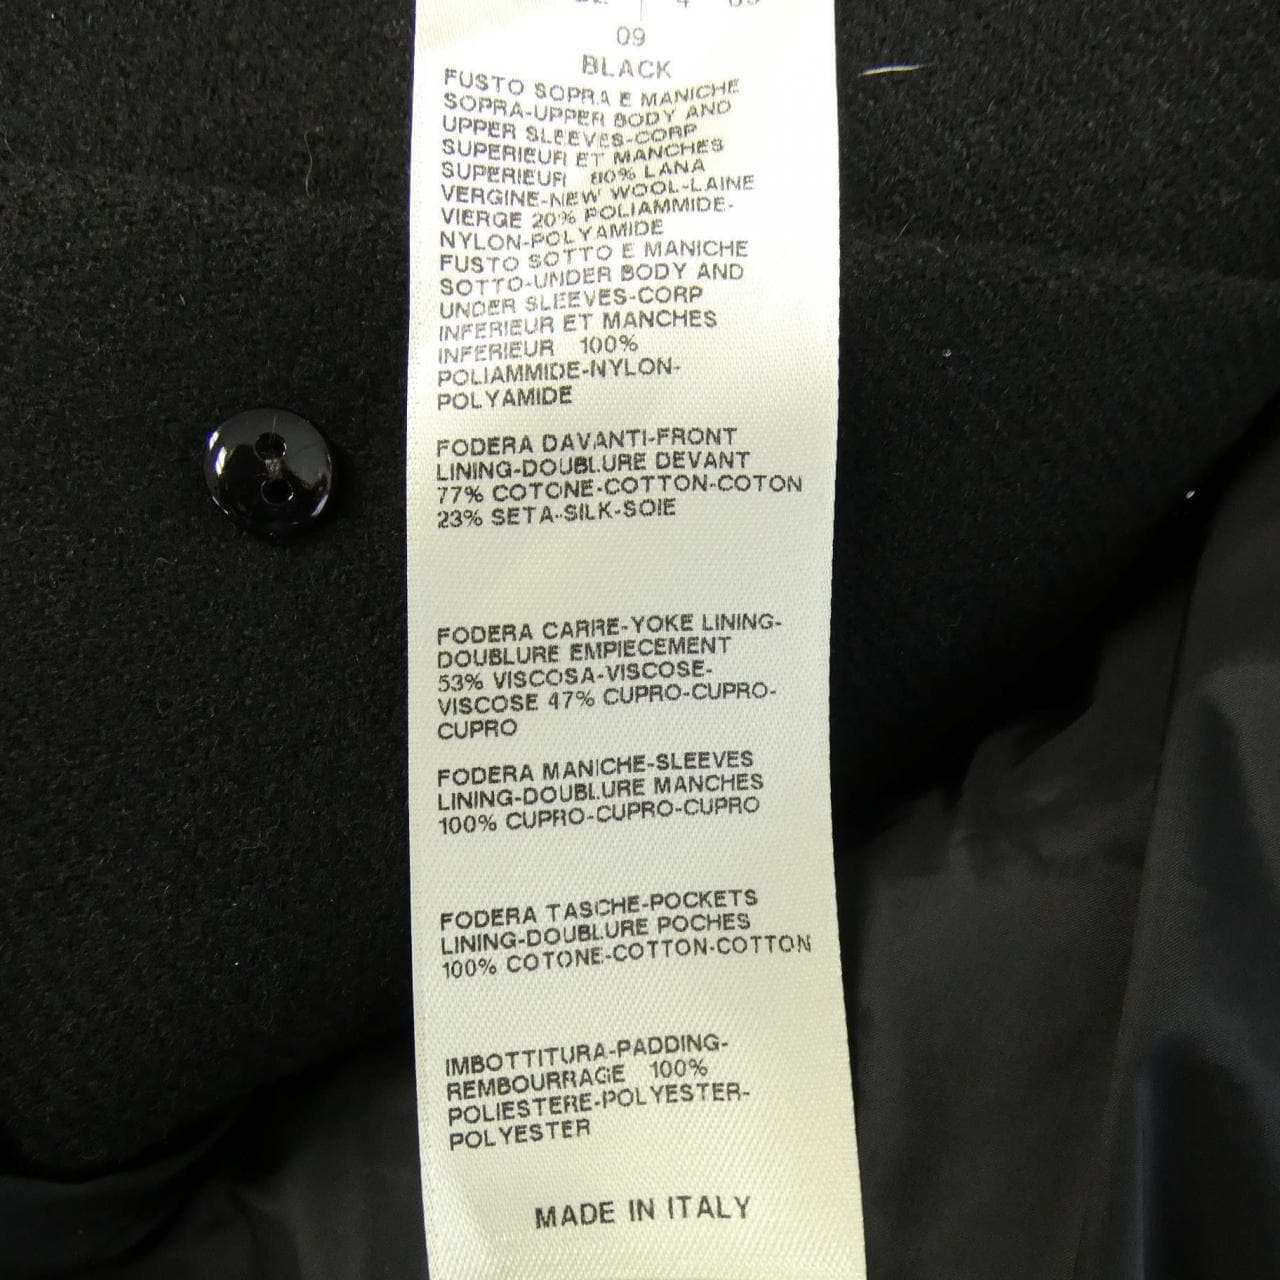 09
BLACK
FUSTO SOPRA E MANICHE
SOPRA-UPPER BODY AND
UPPER SLEEVES-CORP
SUPERIEUR ET MANCHES
SUPERIEUR 80% LANA
VERGINE-NEW WOOL-LAINE
VIERGE 20% POLIAMMIDE-
NYLON-POLYAMIDE
FUSTO SOTTO E MANICHE
SOTTO-UNDER BODY AND
UNDER SLEEVES-CORP
INFERIEUR ET MANCHES
INFERIEUR 100%
POLIAMMIDE-NYLON-
POLYAMIDE
FODERA DAVANTI-FRONT
LINING-DOUBLURE DEVANT
77% COTONE-COTTON-COTON
23% SETA-SILK-SOIE
FODERA CARRE-YOKE LINING-
DOUBLURE EMPIECEMENT
53% VISCOSA-VISCOSE-
VISCOSE 47% CUPRO-CUPRO-
CUPRO
FODERA MANICHE-SLEEVES
LINING-DOUBLURE MANCHES
100% CUPRO-CUPRO-CUPRO
FODERA TASCHE-POCKETS
LINING-DOUBLURE POCHES
100% COTONE-COTTON-COTTON
IMBOTTITURA-PADDING-
REMBOURRAGE 100%
POLIESTERE-POLYESTER-
POLYESTER
MADE IN ITALY